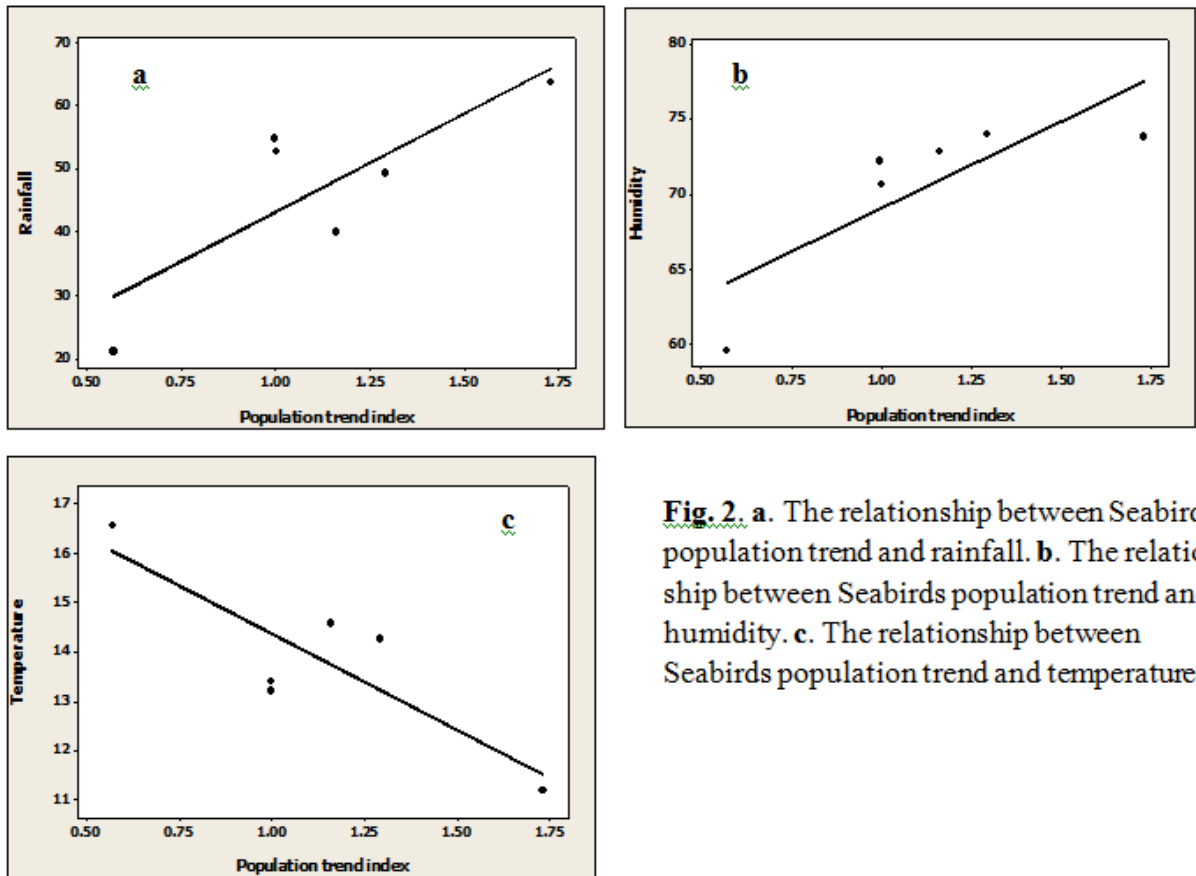 70
60
50
40
30
20
Rainfall
a
0.50 0.75 1.00 1.25 1.50 1.75
Population trend index
80
75
70
65
60
Humidity
b
0.50 0.75 1.00 1.25 1.50 1.75
Population trend index
17
16
15
14
13
12
11
Temperature
c
0.50 0.75 1.00 1.25 1.50 1.75
Population trend index
Fig. 2. a. The relationship between Seabird
population trend and rainfall. b. The relatio
ship between Seabirds population trend an
humidity. c. The relationship between
Seabirds population trend and temperature